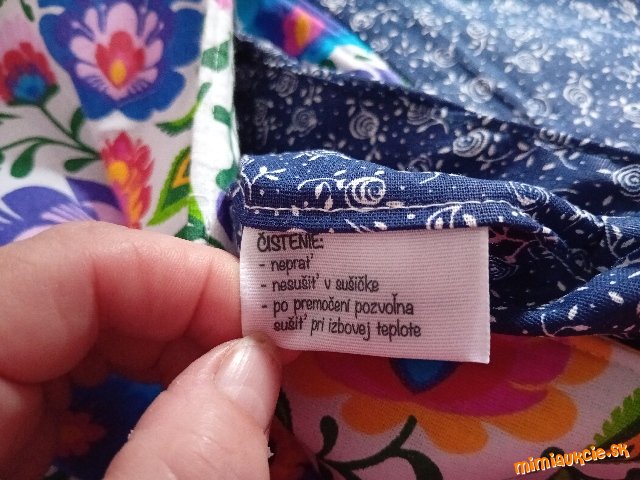 ČISTENIE:
- neprať
- nesušiť v sušičke
- po premočení pozvoľna
sušiť pri izbovej teplote
mimiaukcie.sk